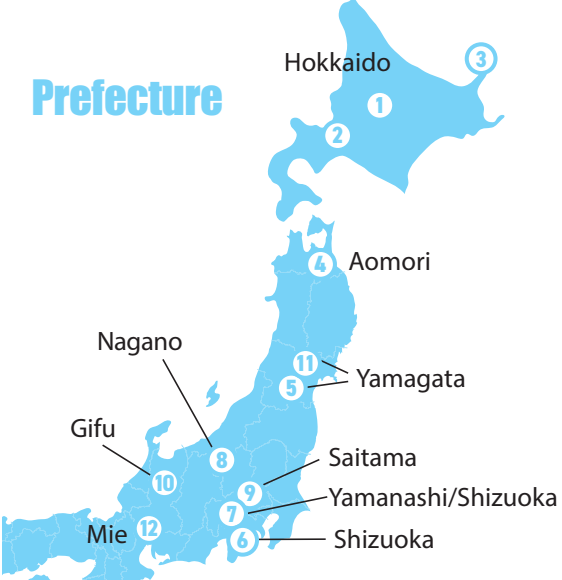 Hokkaido
3
Prefecture
1
2
4
Aomori
Nagano
11
Yamagata
5
Gifu
8
Saitama
10
9
Yamanashi/Shizuoka
7
Mie
12
6
Shizuoka